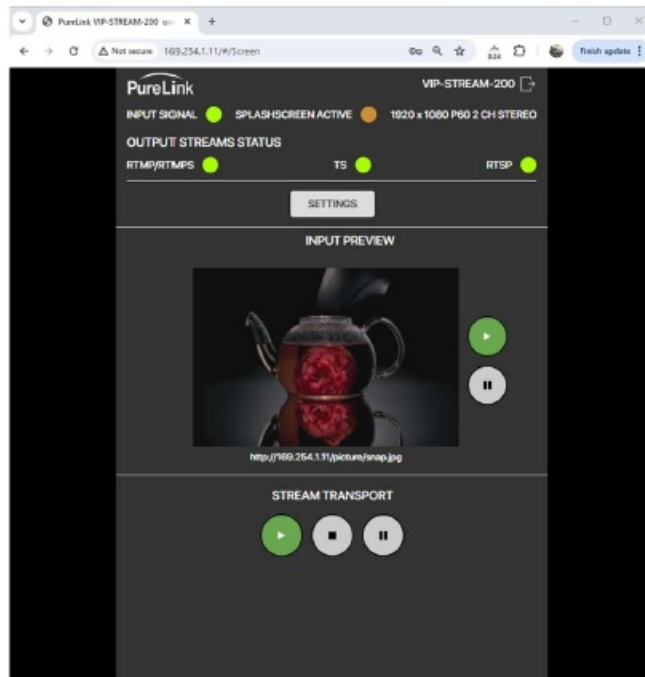 PureLink VIP-STREAM-200
Not secure 169.254.1.11/#/Screen
Finish update
PureLink
VIP-STREAM-200
INPUT SIGNAL SPLASHSCREEN ACTIVE 1920 x 1080 P60 2 CH STEREO
OUTPUT STREAMS STATUS
RTMP/RTMPS TS RTSP
SETTINGS
INPUT PREVIEW
http://169.254.1.11/picture/snap.jpg
STREAM TRANSPORT